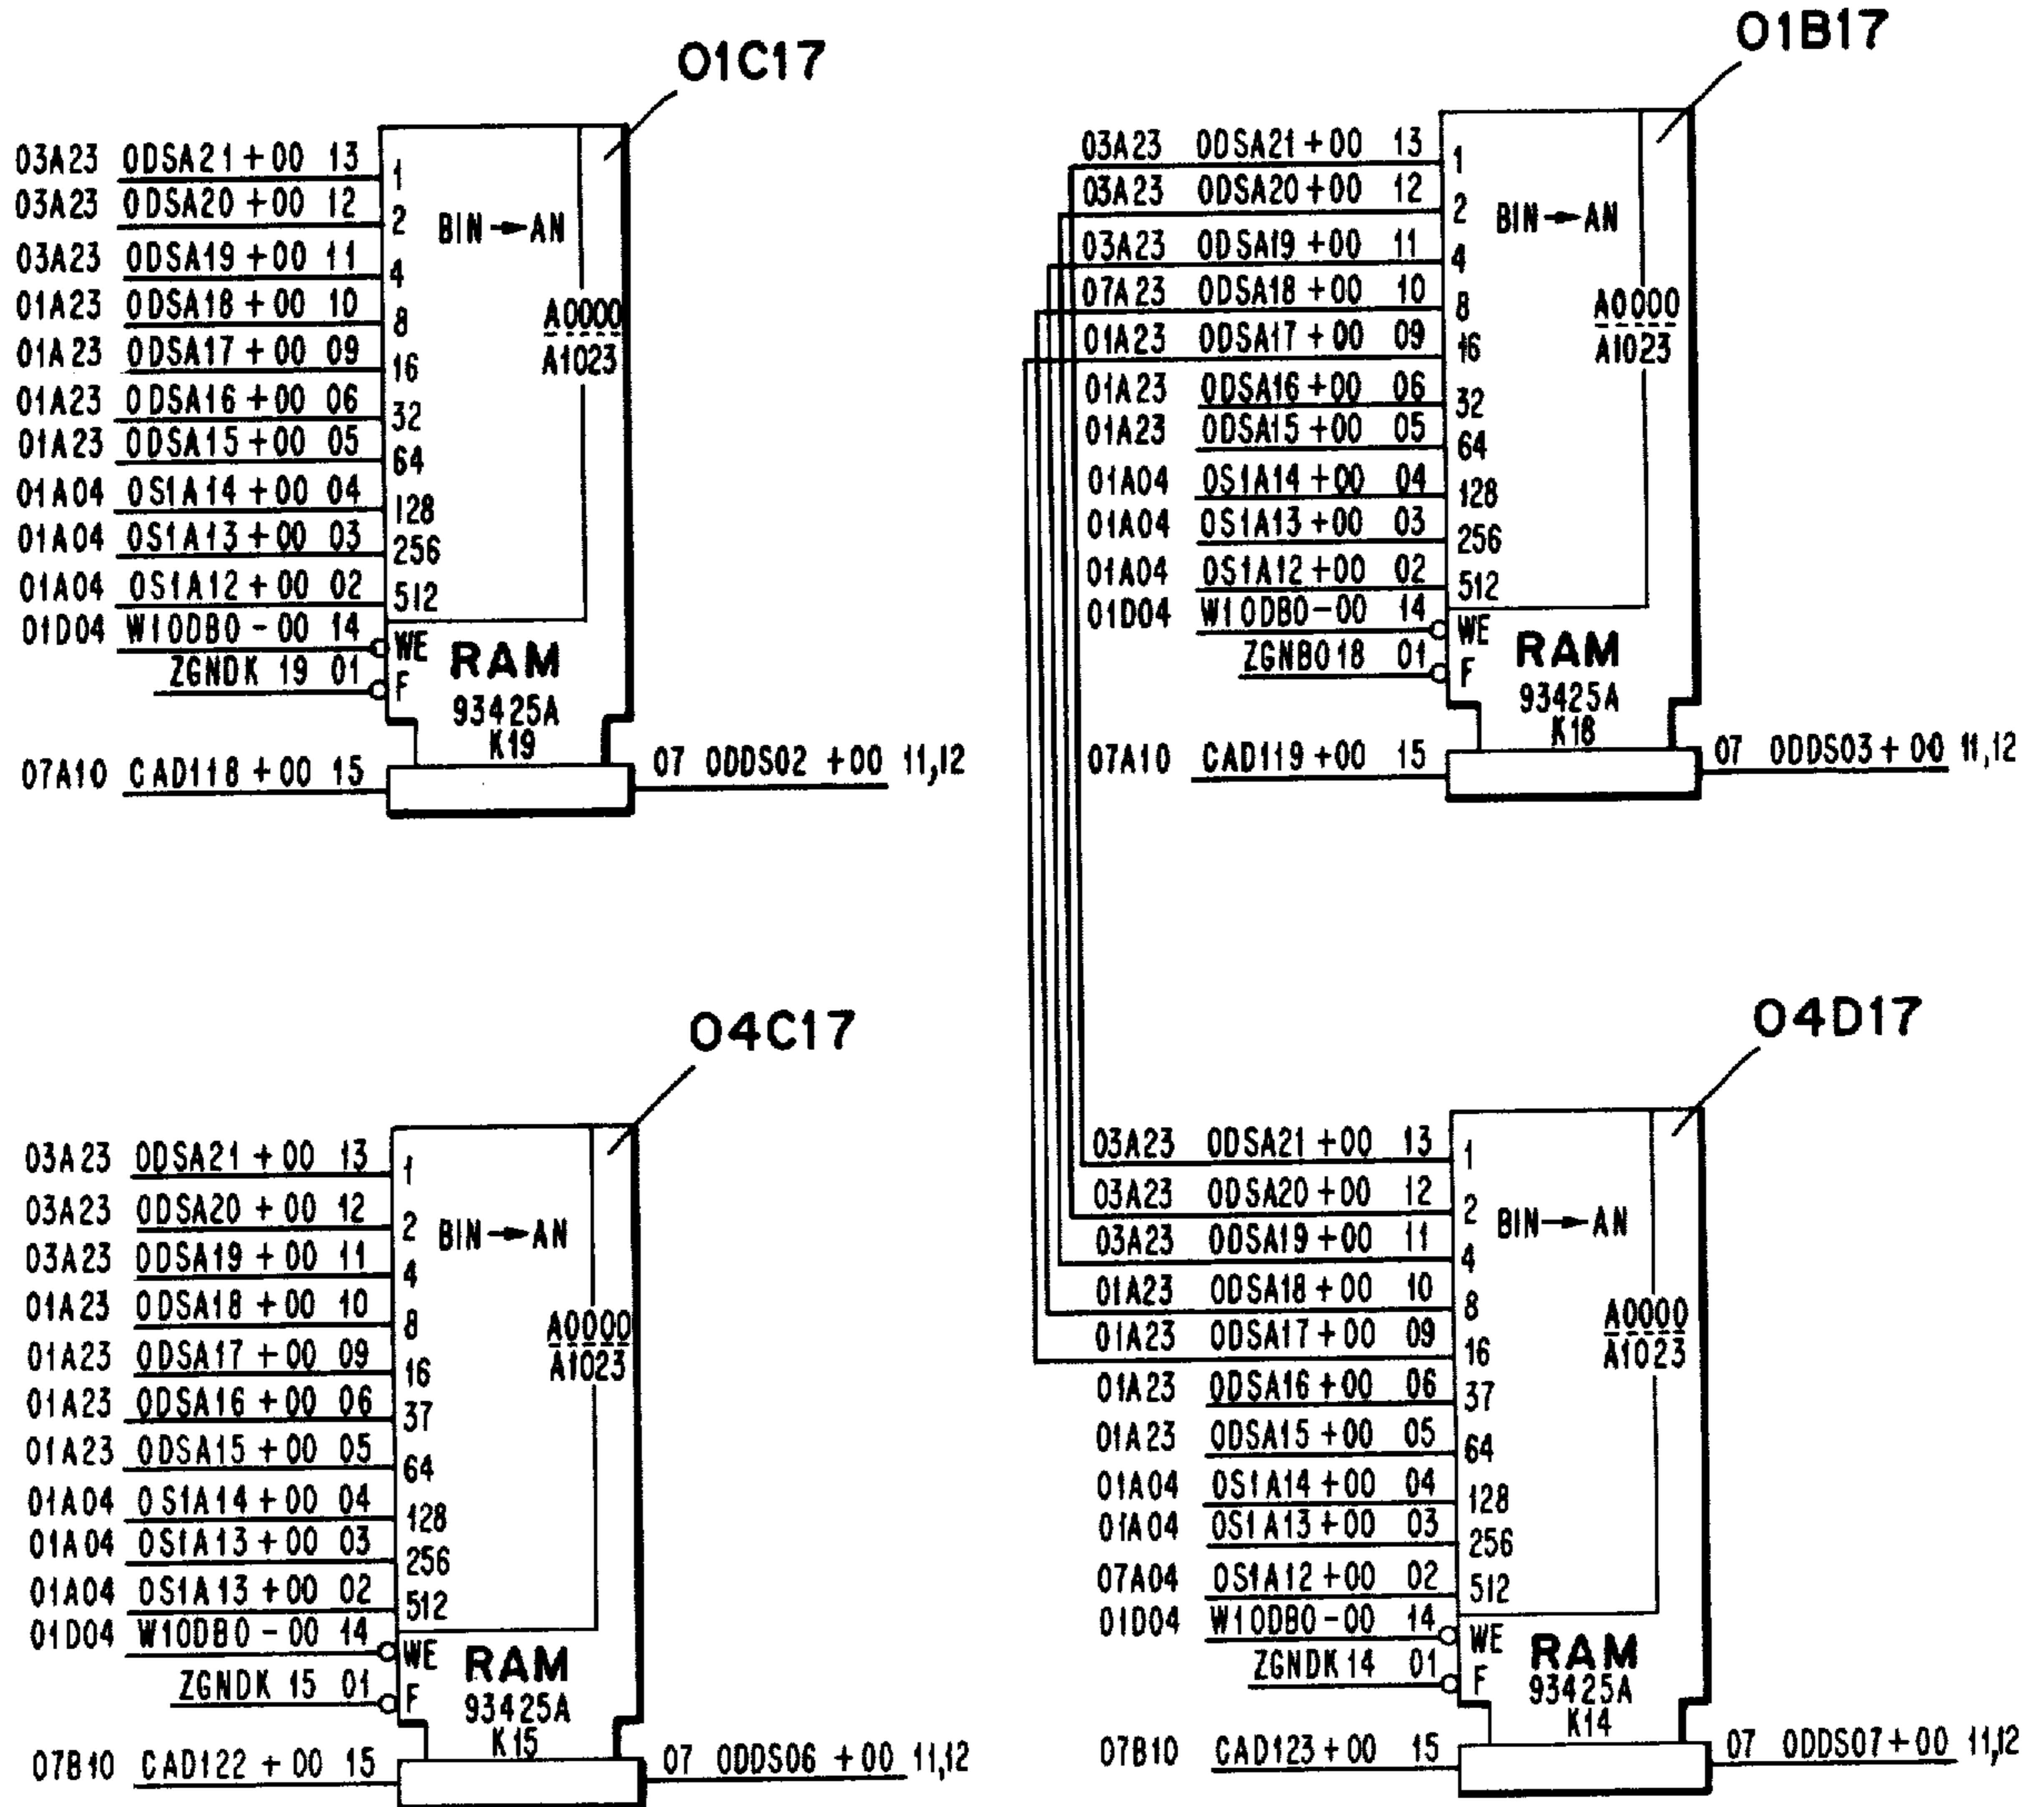 01C17
03A23 0DSA21+00 13 1
03A23 0DSA20+00 12 2
BIN→AN
03A23 0DSA19+00 11 4
01A23 0DSA18+00 10 8
A0000
A1023
01A23 0DSA17+00 09 16
01A23 0DSA16+00 06 32
01A23 0DSA15+00 05 64
01A04 0S1A14+00 04 128
01A04 0S1A13+00 03 256
01A04 0S1A12+00 02 512
01D04 W10DB0-00 14 WE
ZGNDK 19 01 F
RAM
93425A
K19
07A10 CAD118+00 15
07 0DDS02 +00 11,12
01B17
03A23 0DSA21+00 13 1
03A23 0DSA20+00 12 2
BIN→AN
03A23 0DSA19+00 11 4
07A23 0DSA18+00 10 8
A0000
A1023
01A23 0DSA17+00 09 16
01A23 0DSA16+00 06 32
01A23 0DSA15+00 05 64
01A04 0S1A14+00 04 128
01A04 0S1A13+00 03 256
01A04 0S1A12+00 02 512
01D04 W10DB0-00 14 WE
ZGNB018 01 F
RAM
93425A
K18
07A10 CAD119+00 15
07 0DDS03+00 11,12
04C17
03A23 0DSA21+00 13 1
03A23 0DSA20+00 12 2
BIN→AN
03A23 0DSA19+00 11 4
01A23 0DSA18+00 10 8
A0000
A1023
01A23 0DSA17+00 09 16
01A23 0DSA16+00 06 37
01A23 0DSA15+00 05 64
01A04 0S1A14+00 04 128
01A04 0S1A13+00 03 256
01A04 0S1A13+00 02 512
01D04 W10DB0-00 14 WE
ZGNDK 15 01 F
RAM
93425A
K15
07B10 CAD122+00 15
07 0DDS06 +00 11,12
04D17
03A23 0DSA21+00 13 1
03A23 0DSA20+00 12 2
BIN→AN
03A23 0DSA19+00 11 4
01A23 0DSA18+00 10 8
A0000
A1023
01A23 0DSA17+00 09 16
01A23 0DSA16+00 06 37
01A23 0DSA15+00 05 64
01A04 0S1A14+00 04 128
01A04 0S1A13+00 03 256
07A04 0S1A12+00 02 512
01D04 W10DB0-00 14 WE
ZGNDK14 01 F
RAM
93425A
K14
07B10 CAD123+00 15
07 0DDS07+00 11,12